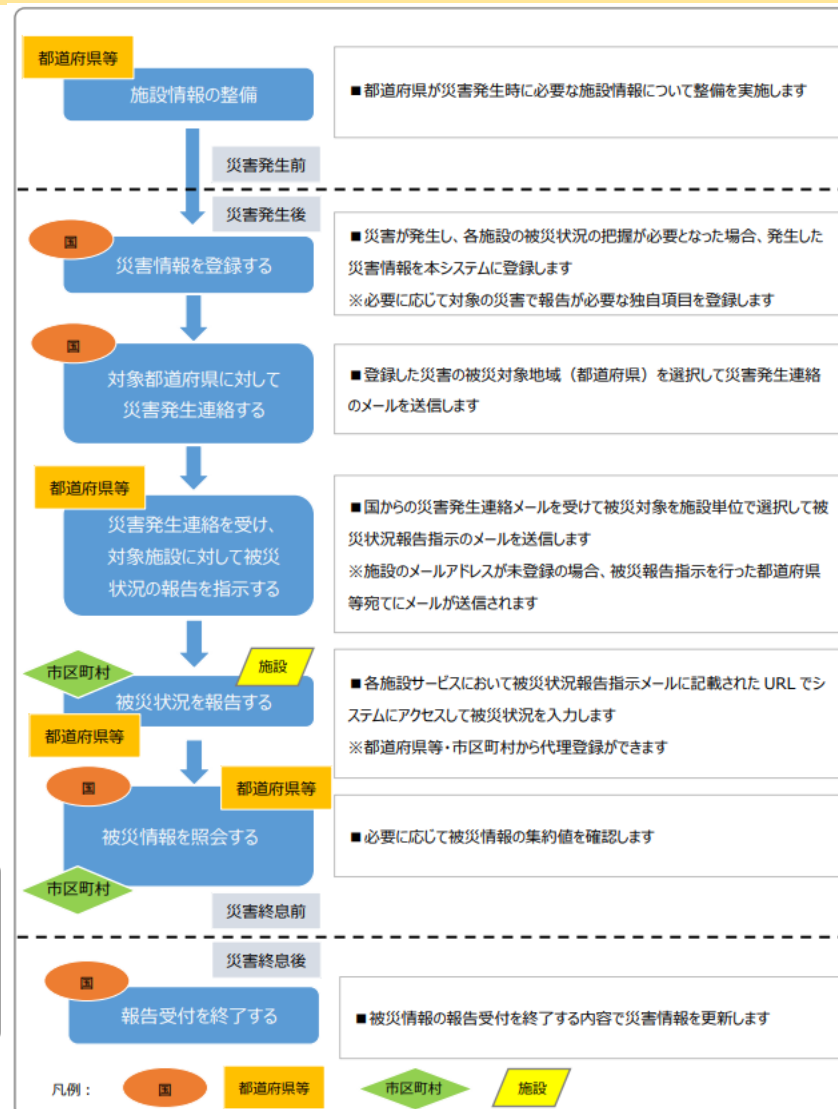 都道府県等
施設情報の整備
■都道府県が災害発生時に必要な施設情報について整備を実施します
災害発生前
災害発生後
国
災害情報を登録する
■災害が発生し、各施設の被災状況の把握が必要となった場合、発生した
災害情報を本システムに登録します
※必要に応じて対象の災害で報告が必要な独自項目を登録します
国
対象都道府県に対して
災害発生連絡する
■登録した災害の被災対象地域（都道府県）を選択して災害発生連絡
のメールを送信します
都道府県等
災害発生連絡を受け、
対象施設に対して被災
状況の報告を指示する
■国からの災害発生連絡メールを受けて被災対象を施設単位で選択して被
災状況報告指示のメールを送信します
※施設のメールアドレスが未登録の場合、被災報告指示を行った都道府県
等宛てにメールが送信されます
市区町村
施設
被災状況を報告する
都道府県等
■各施設サービスにおいて被災状況報告指示メールに記載された URL でシ
ステムにアクセスして被災状況を入力します
※都道府県等・市区町村から代理登録ができます
国
都道府県等
被災情報を照会する
市区町村
■必要に応じて被災情報の集約値を確認します
災害終息前
災害終息後
国
報告受付を終了する
■被災情報の報告受付を終了する内容で災害情報を更新します
凡例：
国
都道府県等
市区町村
施設